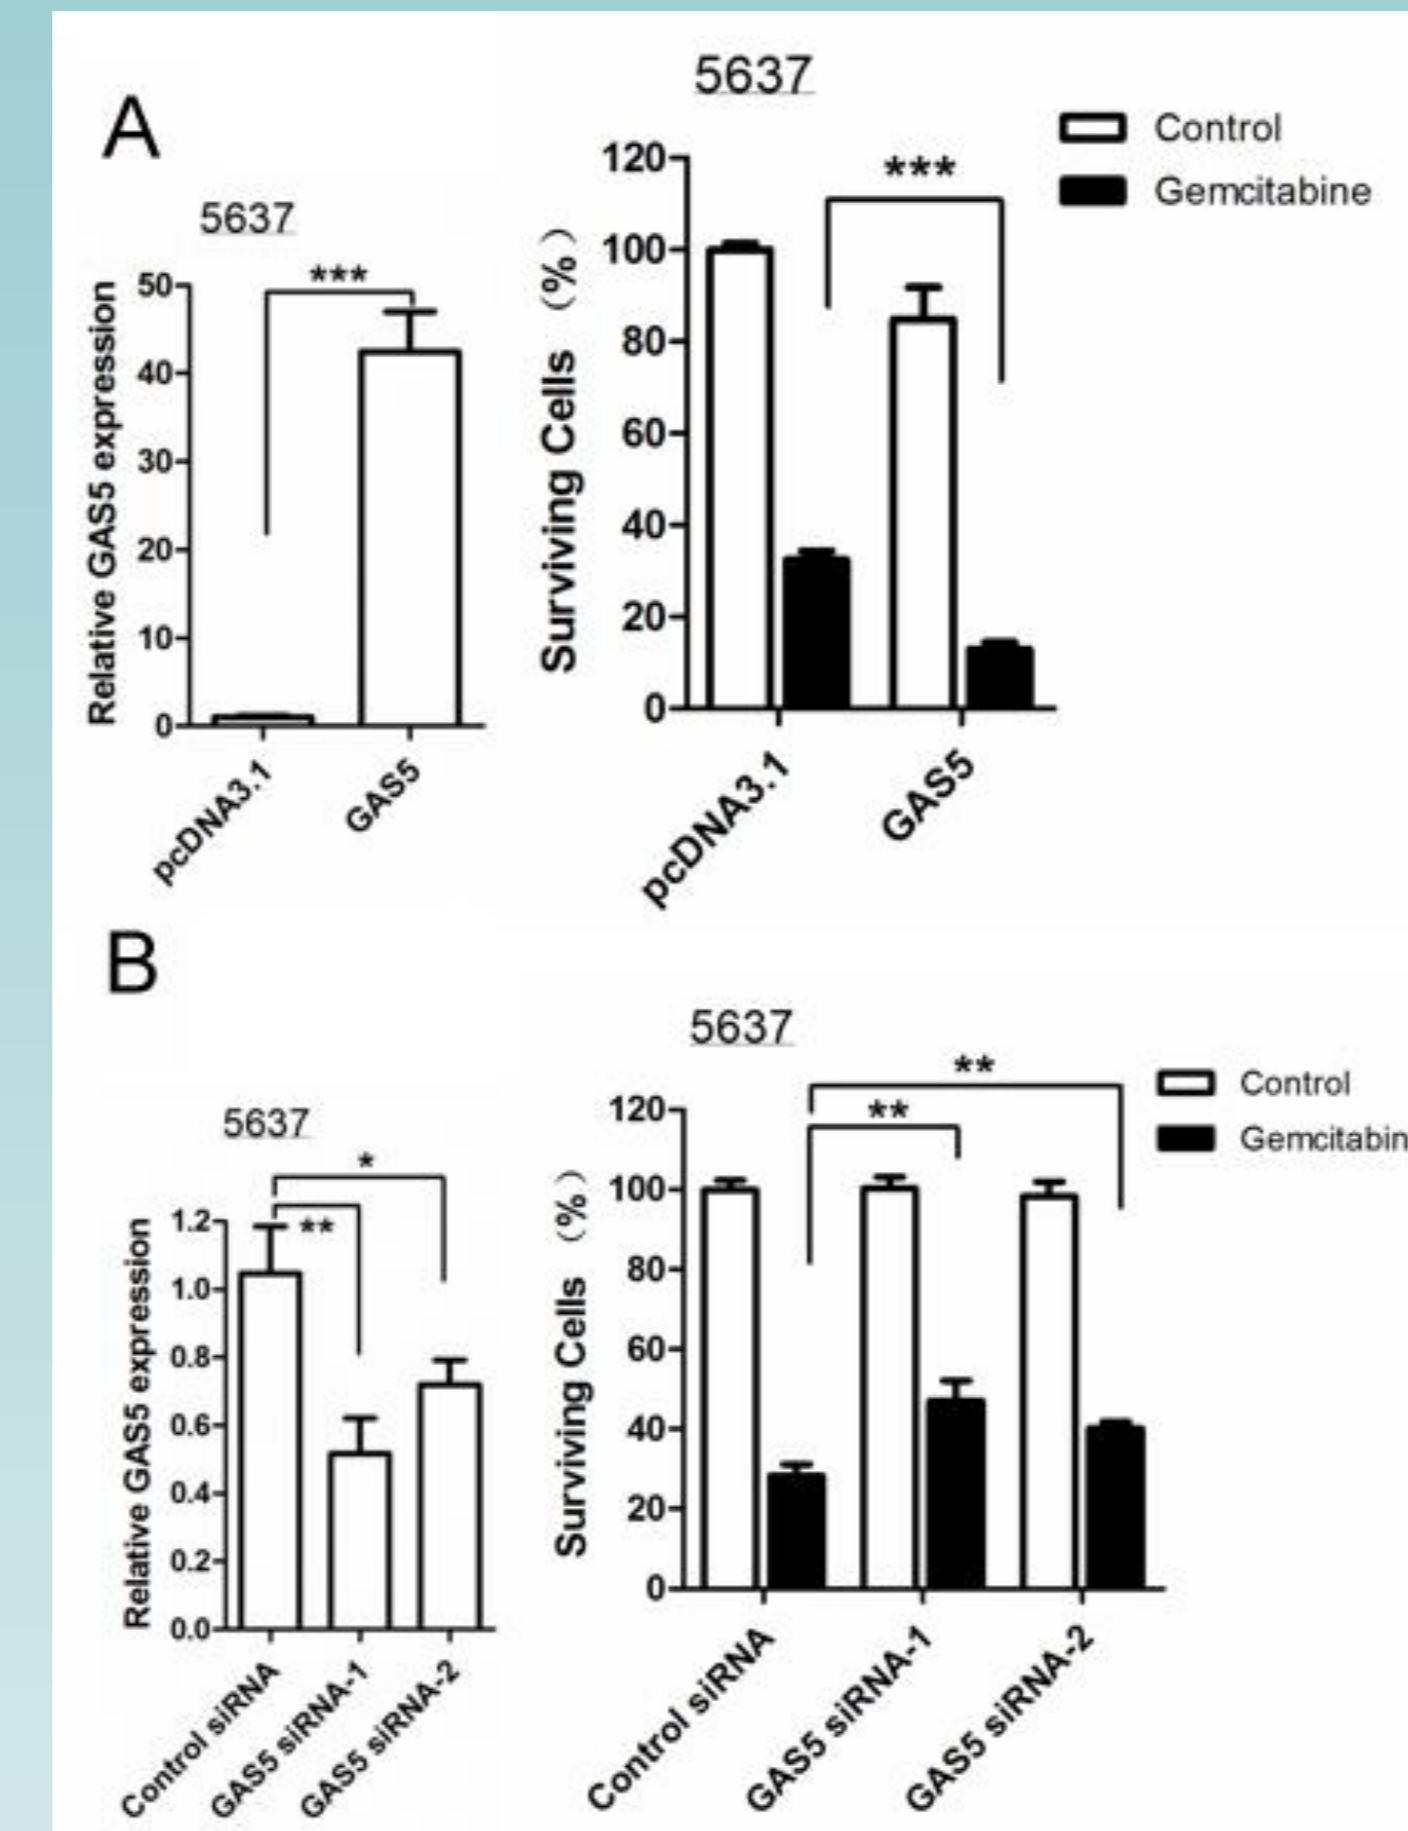 A
5637
***
Relative GAS5 expression
50
40
30
20
10
0
pcDNA3.1
GAS5
5637
Control
Gemcitabine
***
Surviving Cells （%）
120
100
80
60
40
20
0
pcDNA3.1
GAS5
B
5637
*
**
Relative GAS5 expression
1.2
1.0
0.8
0.6
0.4
0.2
0.0
Control siRNA
GAS5 siRNA-1
GAS5 siRNA-2
5637
Control
Gemcitabin
**
**
Surviving Cells （%）
120
100
80
60
40
20
0
Control siRNA
GAS5 siRNA-1
GAS5 siRNA-2